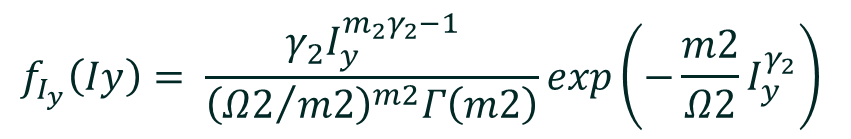 f_{I_y}(Iy) = \frac{γ_2 I_y^{m_2γ_2−1}}{(Ω2/m2)^{m2} Γ(m2)} exp\left(−\frac{m2}{Ω2} I_y^{γ_2}\right)